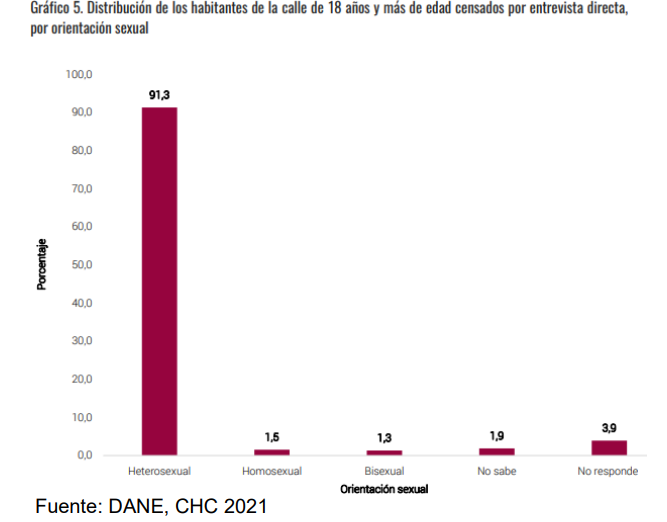 Gráfico 5. Distribución de los habitantes de la calle de 18 años y más de edad censados por entrevista directa,
por orientación sexual
100,0
90,0
80,0
70,0
60,0
50,0
40,0
30,0
20,0
10,0
0,0
Porcentaje
91,3
1,5
1,3
1,9
3,9
Heterosexual
Homosexual
Bisexual
No sabe
No responde
Orientación sexual
Fuente: DANE, CHC 2021